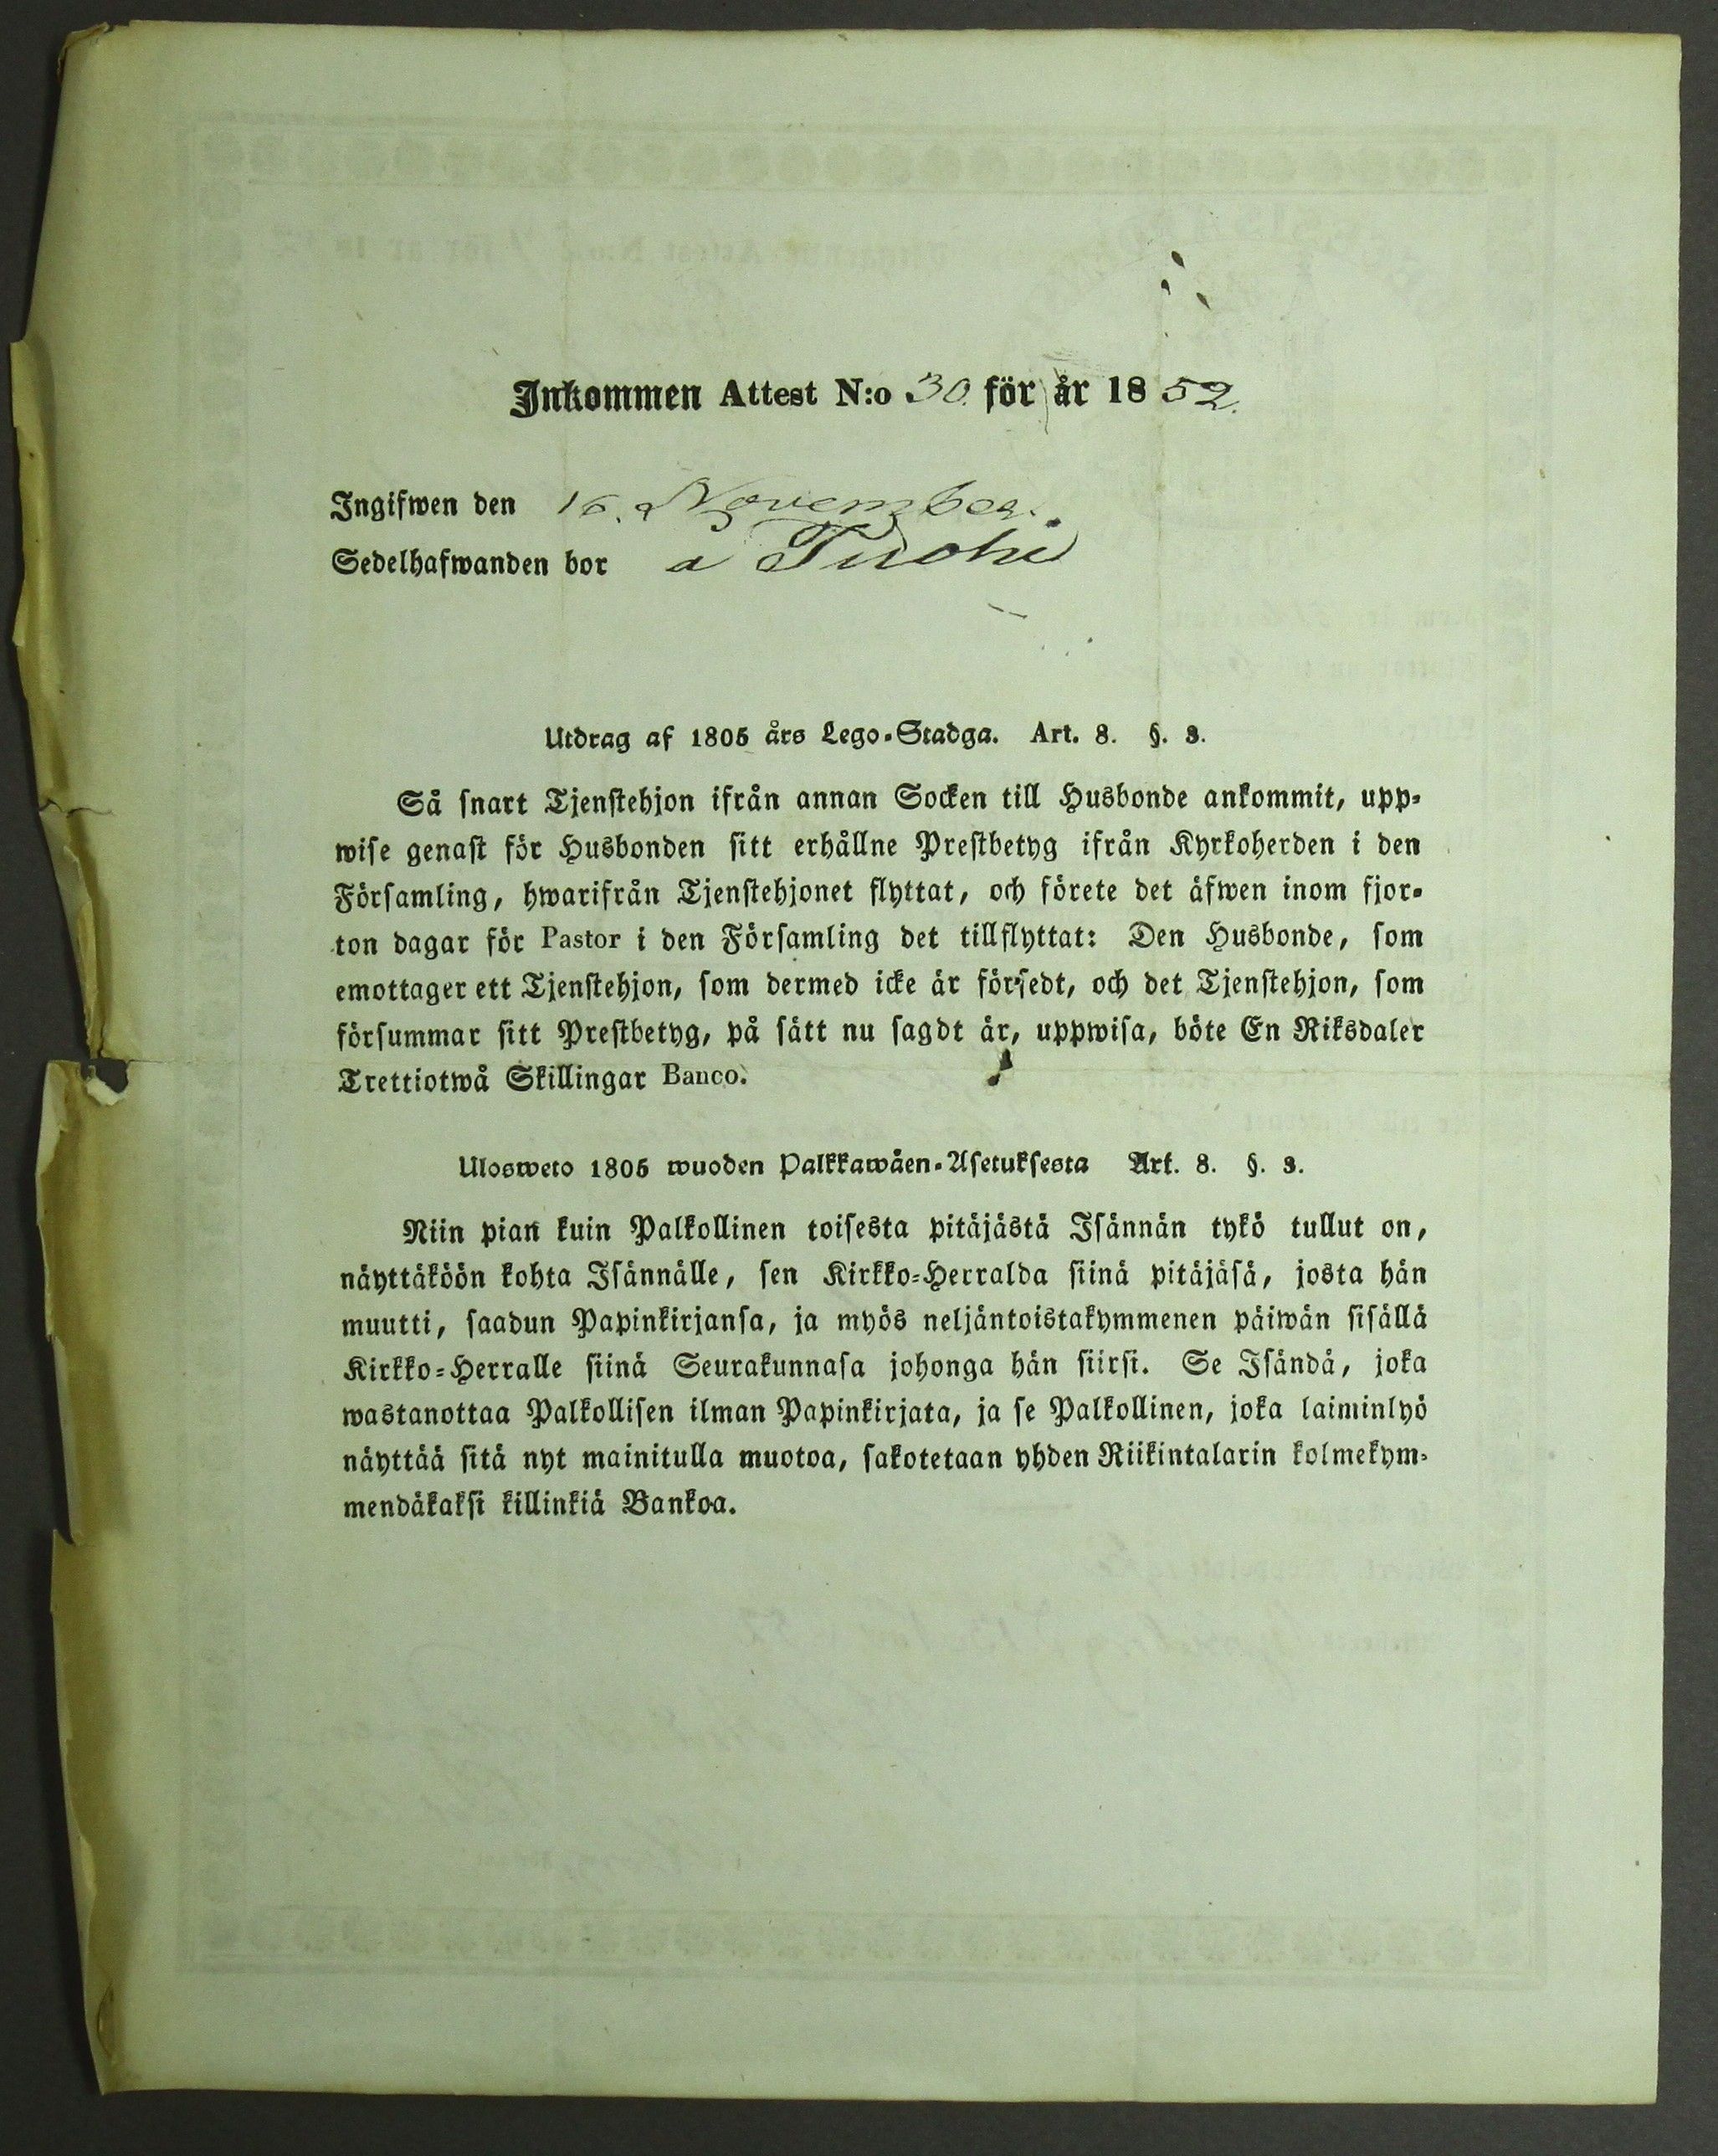 Inkommen Attest N:o 30. för år 1852.
Ingifwen den 16. November.
Sedelhafwanden bor å Tuohi
Utdrag af 1805 års Lego-Stadga. Art. 8. §. 3.
Så snart Tjenstehjon ifrån annan Socken till Husbonde ankommit, upp-
wise genast för Husbonden sitt erhållne Prestbetyg ifrån Kyrkoherden i den
Församling, hwarifrån Tjenstehjonet flyttat, och förete det äfwen inom fjor-
ton dagar för Pastor i den Församling det tillflyttat: Den Husbonde, som
emottager ett Tjenstehjon, som dermed icke är försedt, och det Tjenstehjon, som
försummar sitt Prestbetyg, på sätt nu sagdt är, uppwisa, böte En Riksdaler
Trettiotwå Skillingar Banco.
Ulosweto 1805 wuoden Palkkawäen-Asetuksesta Art. 8. §. 3.
Niin pian kuin Palkollinen toisesta pitäjästä Isännän tykö tullut on,
näyttäköön kohta Isännälle, sen Kirkko-Herralda siinä pitäjäsä, josta hän
muutti, saadun Papinkirjansa, ja myös neljäntoistakymmenen päiwän sisällä
Kirkko-Herralle siinä Seurakunnasa johonga hän siirsi. Se Isändä, joka
wastanottaa Palkollisen ilman Papinkirjata, ja se Palkollinen, joka laiminlyö
näyttää sitä nyt mainitulla muotoa, sakotetaan yhden Riikintalarin kolmekym-
mendäkaksi killinkiä Bankoa.